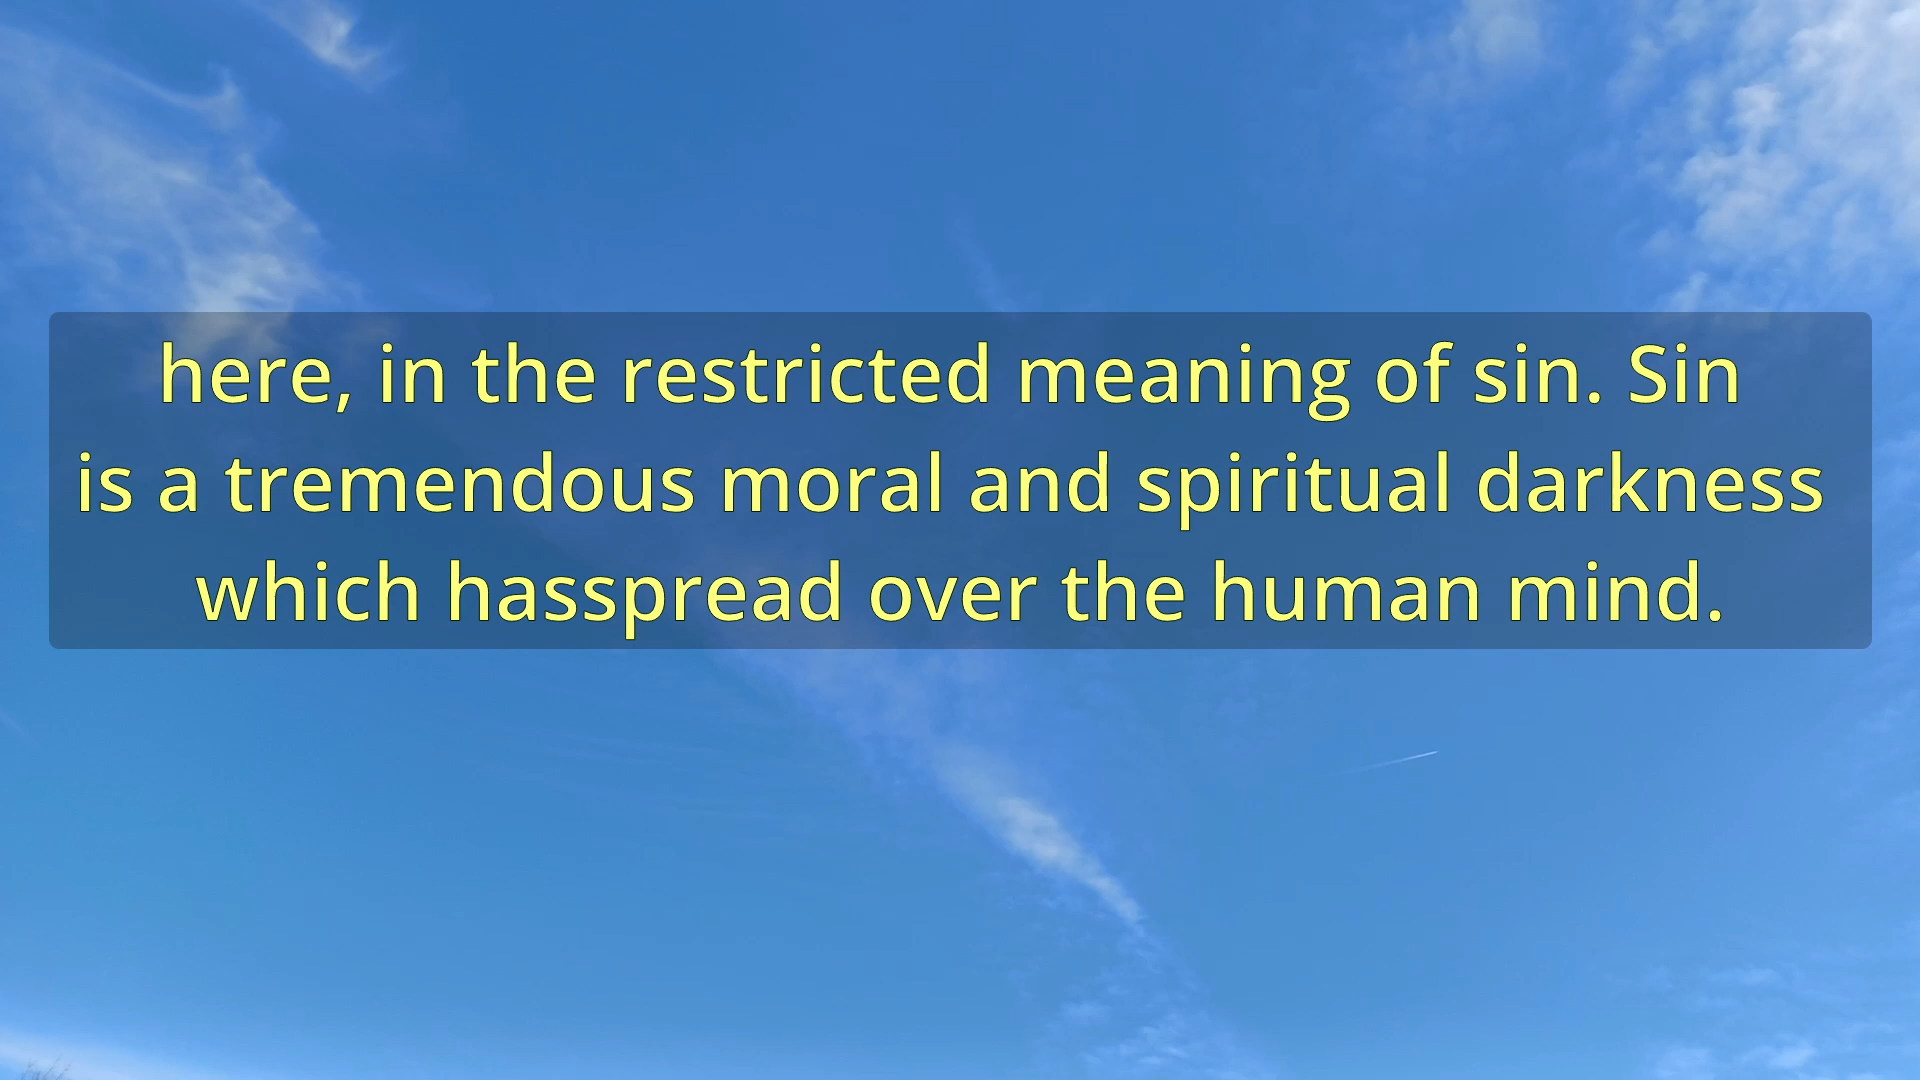 here, in the restricted meaning of sin. Sin
is a tremendous moral and spiritual darkness
which hasspread over the human mind.